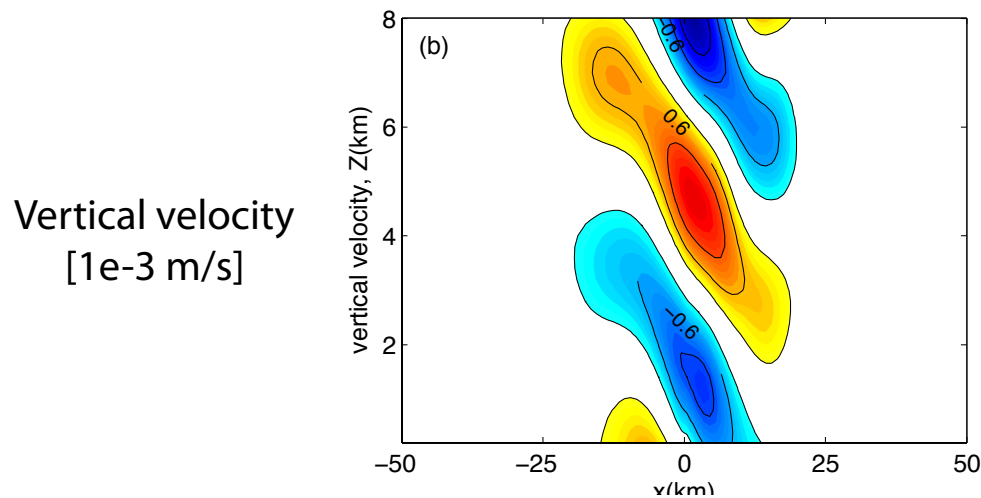 Vertical velocity
[1e-3 m/s]
(b)
vertical velocity, Z(km)
8
6
4
2
−0.6
0.6
−0.6
−50
−25
0
25
50
x(km)